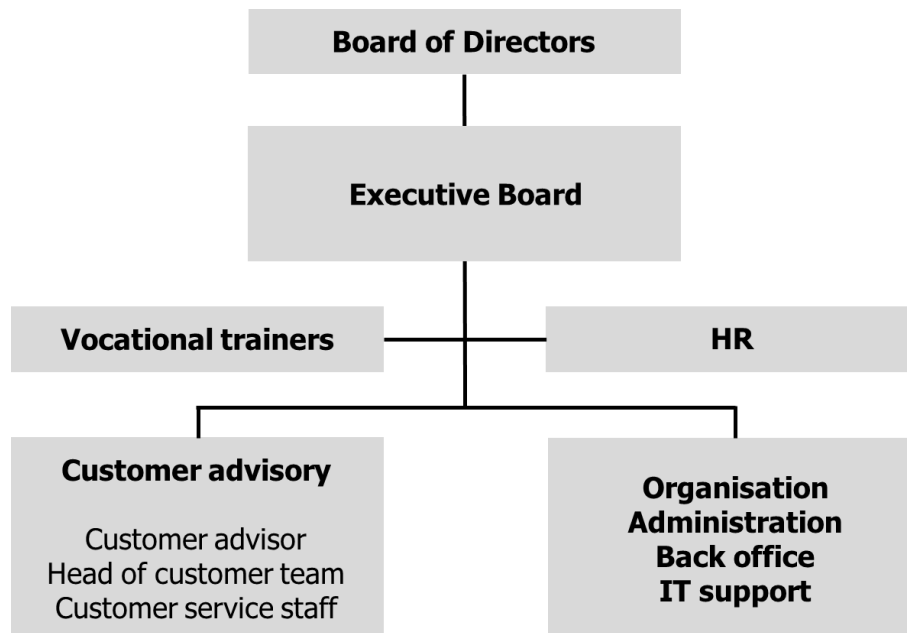 Board of Directors
Executive Board
Vocational trainers
HR
Customer advisory
Customer advisor
Head of customer team
Customer service staff
Organisation
Administration
Back office
IT support